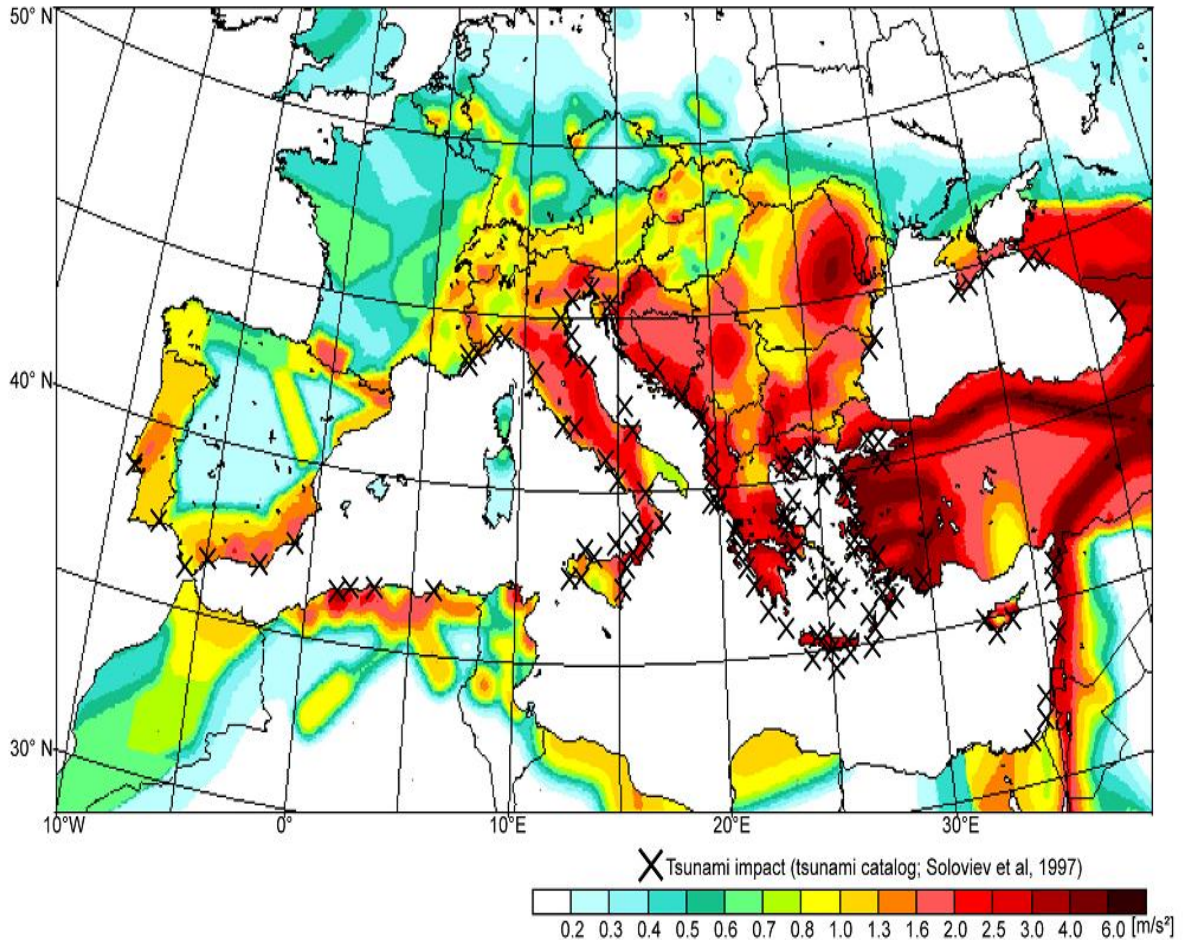 50° N
40° N
30° N
10°W 0° 10°E 20°E 30°E
Tsunami impact (tsunami catalog; Soloviev et al, 1997)
0.2 0.3 0.4 0.5 0.6 0.7 0.8 1.0 1.3 1.6 2.0 2.5 3.0 4.0 6.0 [m/s²]